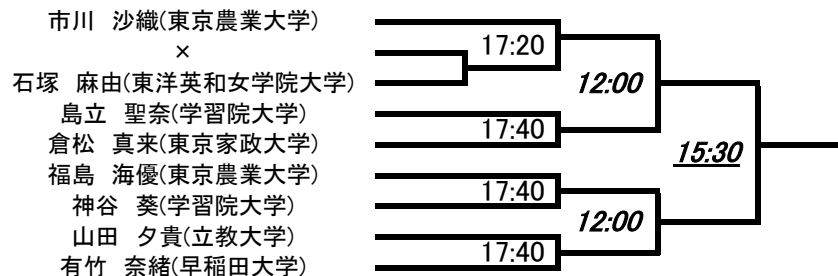 市川 沙織(東京農業大学)
×
石塚 麻由(東洋英和女学院大学)
島立 聖奈(学習院大学)
倉松 真来(東京家政大学)
福島 海優(東京農業大学)
神谷 葵(学習院大学)
山田 夕貴(立教大学)
有竹 奈緒(早稲田大学)
17:20
17:40
17:40
17:40
12:00
12:00
15:30